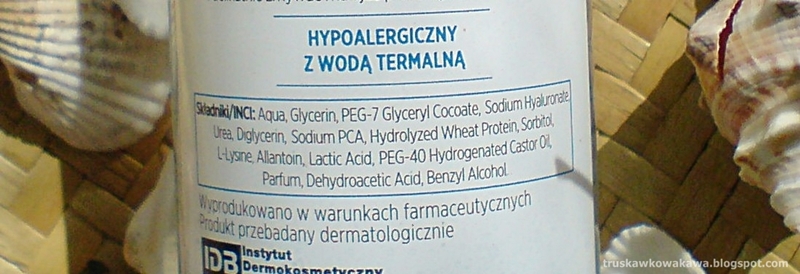 HYPOALERGICZNY
Z WODĄ TERMALNĄ
Składniki/INCI: Aqua, Glycerin, PEG-7 Glyceryl Cocoate, Sodium Hyaluronate,
Urea, Diglycerin, Sodium PCA, Hydrolyzed Wheat Protein, Sorbitol,
L-Lysine, Allantoin, Lactic Acid, PEG-40 Hydrogenated Castor Oil,
Parfum, Dehydroacetic Acid, Benzyl Alcohol.
Wyprodukowano w warunkach farmaceutycznych
Produkt przebadany dermatologicznie
IDB Instytut
Dermokosmetyczny
truskawkowakawa.blogspot.com